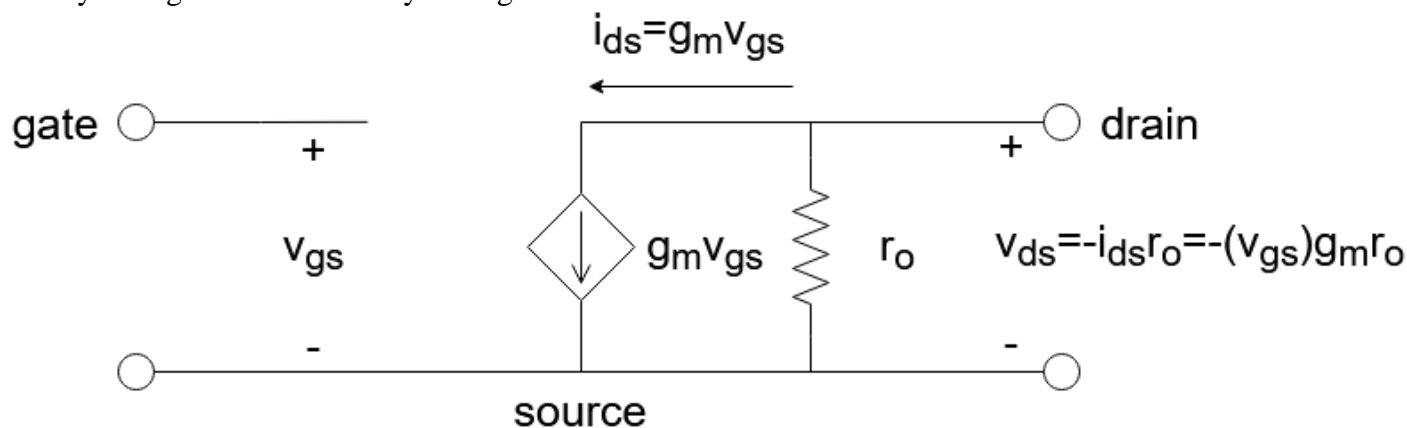 i_ds=g_mv_gs
gate
+
+
drain
v_gs
g_mv_gs
r_o
v_ds=-i_dsr_o=-(v_gs)g_mr_o
-
-
source